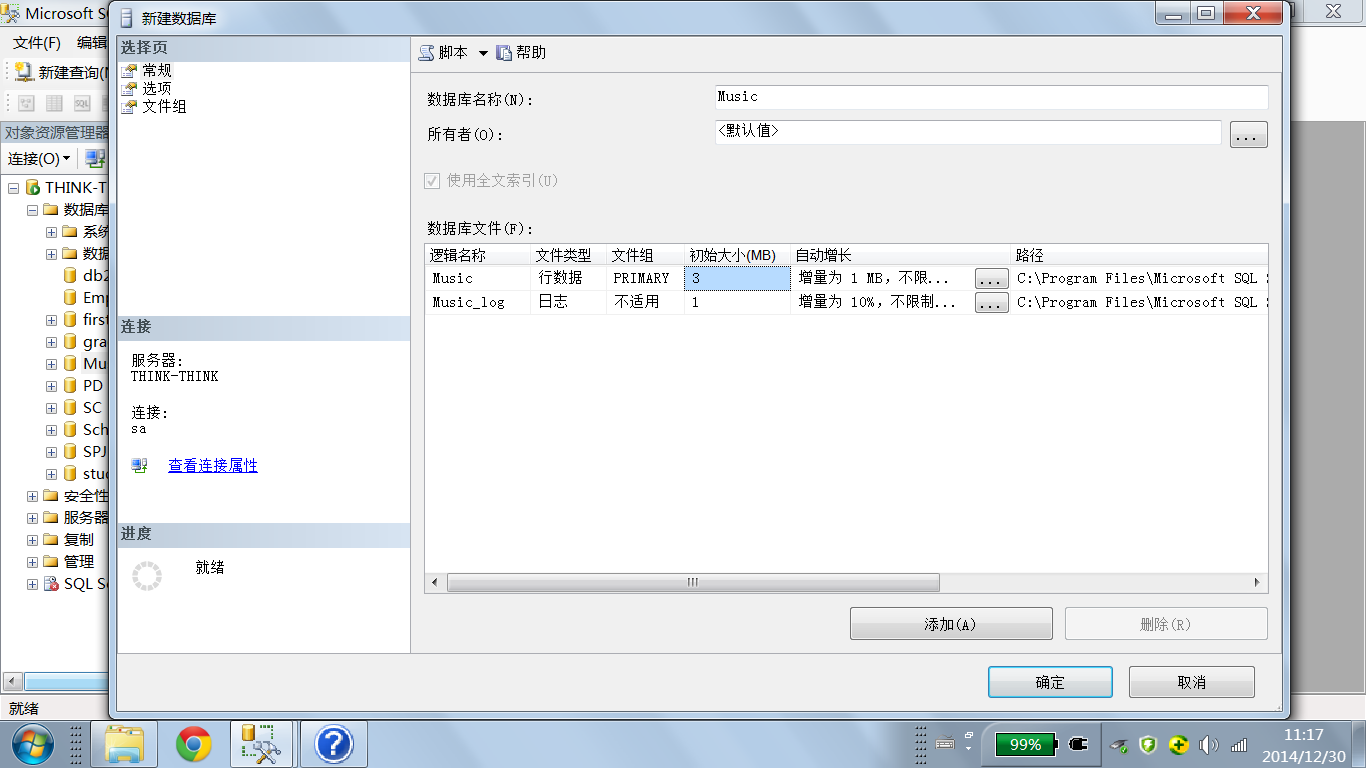 Microsoft S
新建数据库
文件(F) 编辑
新建查询(N
对象资源管理器
连接(O)
THINK-T
数据库
系统
数据
db2
Emp
first
gra
Mu
PD
SC
Sch
SPJ
stud
安全性
服务器
复制
管理
SQL Se
就绪
选择页
常规
选项
文件组
连接
服务器:
THINK-THINK
连接:
sa
查看连接属性
进度
就绪
脚本 帮助
数据库名称(N): Music
所有者(O): <默认值> ...
使用全文索引(U)
数据库文件(F):
逻辑名称 文件类型 文件组 初始大小(MB) 自动增长 路径
Music 行数据 PRIMARY 3 增量为 1 MB，不限... ... C:\Program Files\Microsoft SQL S
Music_log 日志 不适用 1 增量为 10%，不限制... ... C:\Program Files\Microsoft SQL S
添加(A) 删除(R)
确定 取消
99%
11:17
2014/12/30